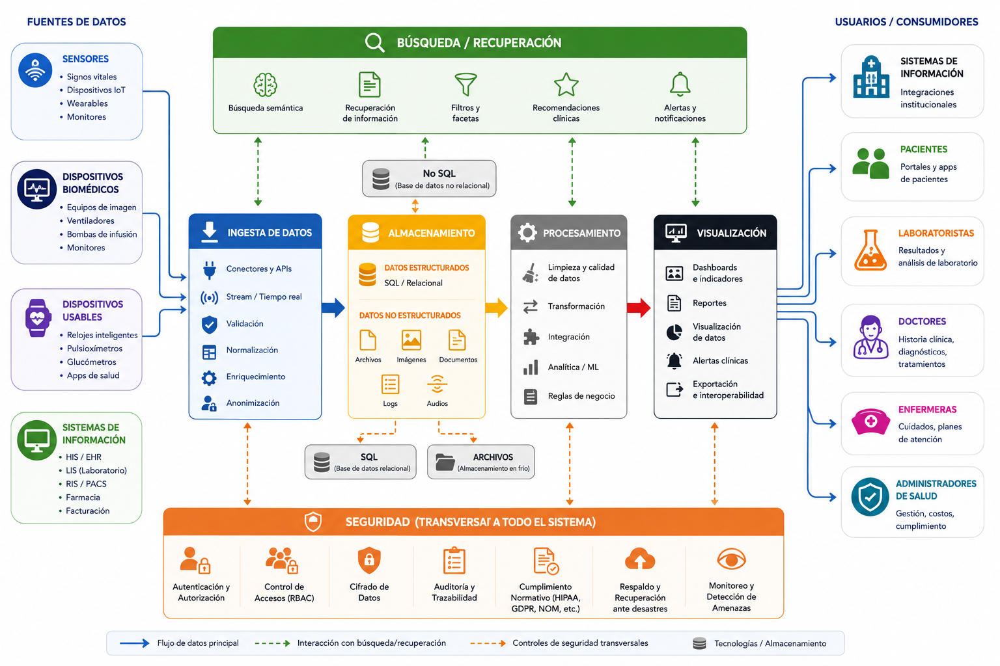 FUENTES DE DATOS
SENSORES
• Signos vitales
• Dispositivos IoT
• Wearables
• Monitores
DISPOSITIVOS
BIOMÉDICOS
• Equipos de imagen
• Ventiladores
• Bombas de infusión
• Monitores
DISPOSITIVOS
USABLES
• Relojes inteligentes
• Pulsioxímetros
• Glucómetros
• Apps de salud
SISTEMAS DE
INFORMACIÓN
• HIS / EHR
• LIS (Laboratorio)
• RIS / PACS
• Farmacia
• Facturación
BÚSQUEDA / RECUPERACIÓN
Búsqueda semántica
Recuperación
de información
Filtros y
facetas
Recomendaciones
clínicas
Alertas y
notificaciones
No SQL
(Base de datos no relacional)
INGESTA DE DATOS
Conectores y APIs
Stream / Tiempo real
Validación
Normalización
Enriquecimiento
Anonimización
ALMACENAMIENTO
DATOS ESTRUCTURADOS
SQL / Relacional
DATOS NO ESTRUCTURADOS
Archivos
Imágenes
Documentos
Logs
Audios
PROCESAMIENTO
Limpieza y calidad
de datos
Transformación
Integración
Analítica / ML
Reglas de negocio
VISUALIZACIÓN
Dashboards
e indicadores
Reportes
Visualización
de datos
Alertas clínicas
Exportación
e interoperabilidad
SQL
(Base de datos relacional)
ARCHIVOS
(Almacenamiento en frío)
SEGURIDAD (TRANSVERSAL A TODO EL SISTEMA)
Autenticación y
Autorización
Control de
Accesos (RBAC)
Cifrado de
Datos
Auditoría y
Trazabilidad
Cumplimiento
Normativo (HIPAA,
GDPR, NOM, etc.)
Respaldo y
Recuperación
ante desastres
Monitoreo y
Detección de
Amenazas
USUARIOS / CONSUMIDORES
SISTEMAS DE
INFORMACIÓN
Integraciones
institucionales
PACIENTES
Portales y apps
de pacientes
LABORATORISTAS
Resultados y
análisis de laboratorio
DOCTORES
Historia clínica,
diagnósticos,
tratamientos
ENFERMERAS
Cuidados, planes
de atención
ADMINISTRADORES
DE SALUD
Gestión, costos,
cumplimiento
Flujo de datos principal
Interacción con búsqueda/recuperación
Controles de seguridad transversales
Tecnologías / Almacenamiento